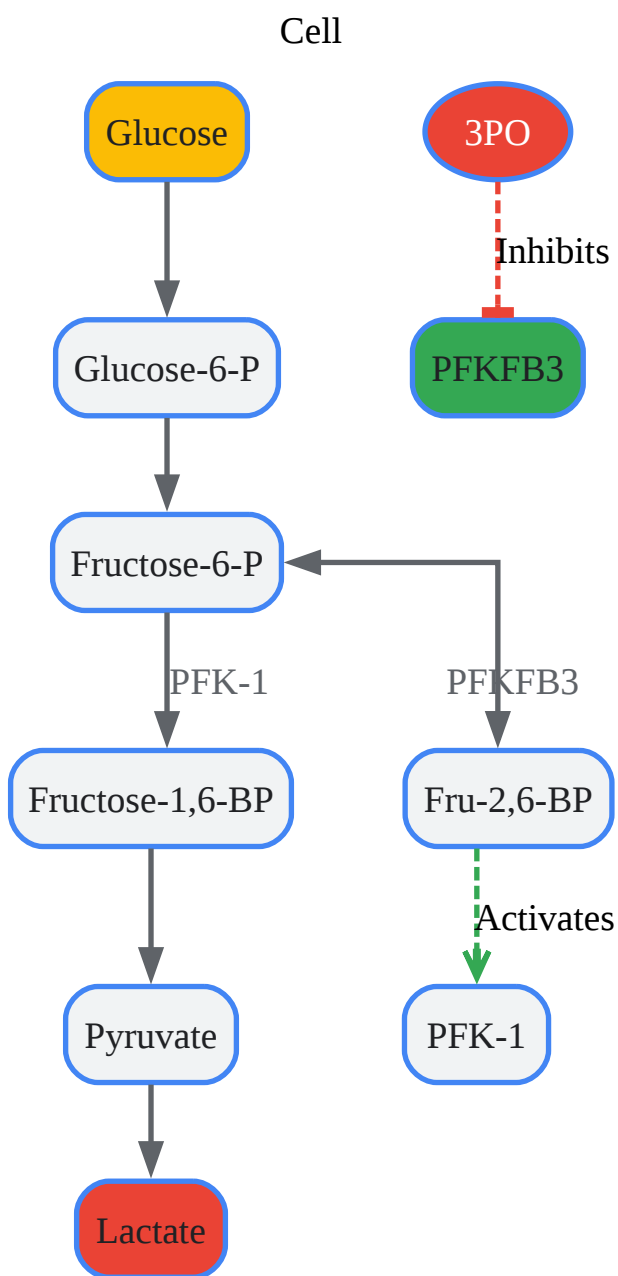 Cell
Glucose
3PO
Inhibits
Glucose-6-P
PFKFB3
Fructose-6-P
PFK-1
PFKFB3
Fructose-1,6-BP
Fru-2,6-BP
Activates
Pyruvate
PFK-1
Lactate